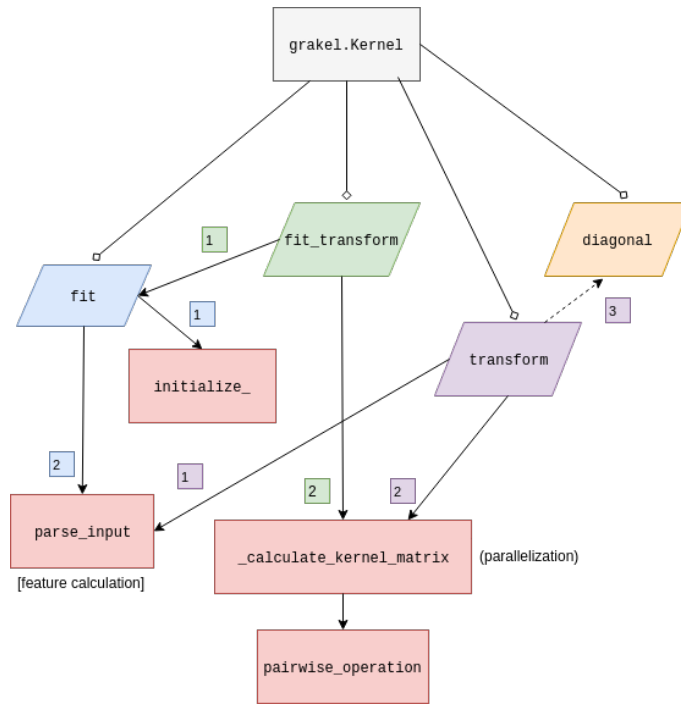 grakel.Kernel
1
fit_transform
diagonal
fit
1
3
initialize_
transform
2
1
2
2
parse_input
_calculate_kernel_matrix
(parallelization)
[feature calculation]
pairwise_operation